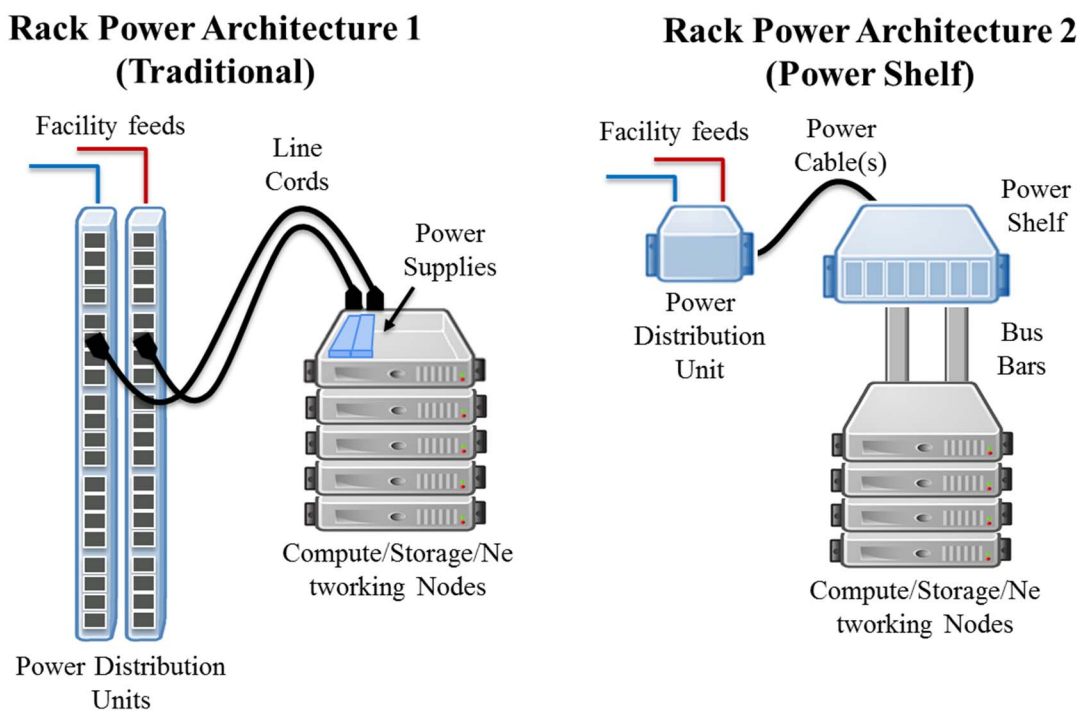 Rack Power Architecture 1
(Traditional)
Facility feeds
Line
Cords
Power
Supplies
Compute/Storage/Ne
tworking Nodes
Power Distribution
Units
Rack Power Architecture 2
(Power Shelf)
Facility feeds
Power
Cable(s)
Power
Shelf
Power
Distribution
Unit
Bus
Bars
Compute/Storage/Ne
tworking Nodes